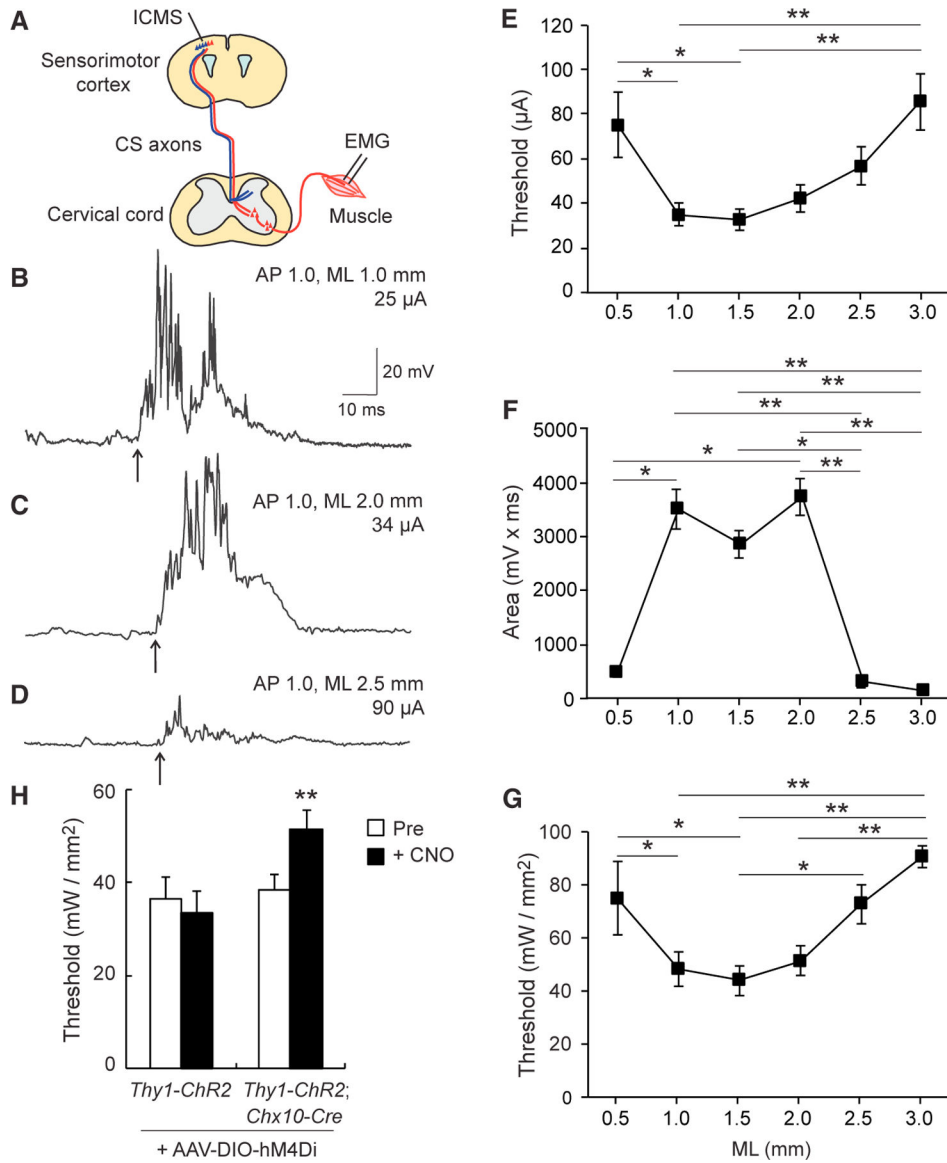 A
ICMS
Sensorimotor
cortex
CS axons
EMG
Cervical cord
Muscle
B
AP 1.0, ML 1.0 mm
25 µA
20 mV
10 ms
C
AP 1.0, ML 2.0 mm
34 µA
D
AP 1.0, ML 2.5 mm
90 µA
H
Threshold (mW / mm2)
60
40
20
0
**
Pre
+ CNO
Thy1-ChR2
Thy1-ChR2;
Chx10-Cre
+ AAV-DIO-hM4Di
E
**
* **
*
Threshold (µA)
120
100
80
60
40
20
0
0.5 1.0 1.5 2.0 2.5 3.0
F
**
**
**
**
* *
* **
Area (mV x ms)
5000
4000
3000
2000
1000
0
0.5 1.0 1.5 2.0 2.5 3.0
G
**
* **
**
* *
Threshold (mW / mm2)
100
80
60
40
20
0
0.5 1.0 1.5 2.0 2.5 3.0
ML (mm)